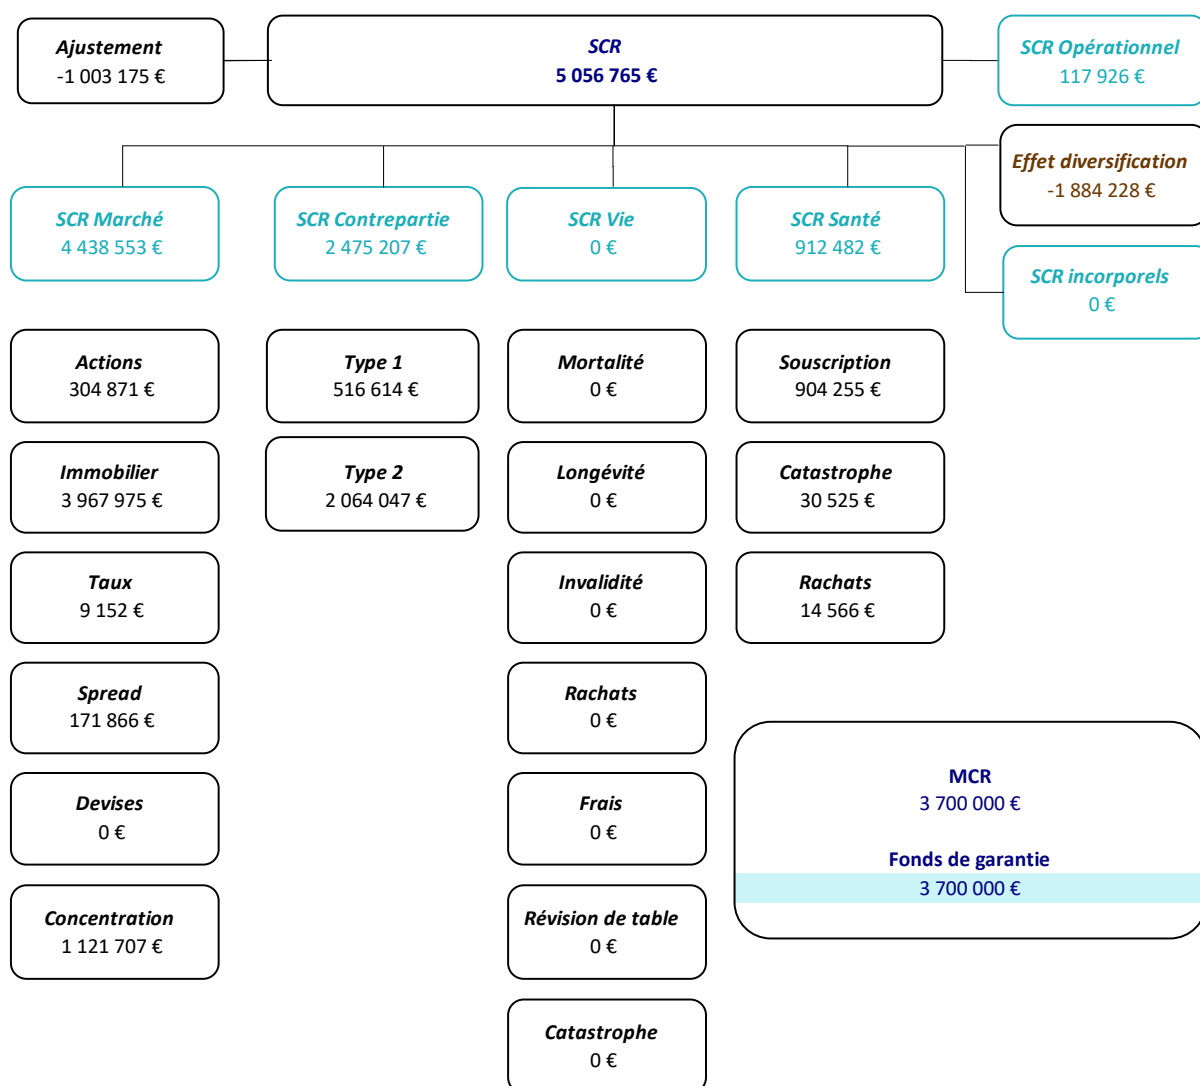 Ajustement
-1 003 175 €
SCR
5 056 765 €
SCR Opérationnel
117 926 €
Effet diversification
-1 884 228 €
SCR Marché
4 438 553 €
SCR Contrepartie
2 475 207 €
SCR Vie
0 €
SCR Santé
912 482 €
SCR incorporels
0 €
Actions
304 871 €
Type 1
516 614 €
Mortalité
0 €
Souscription
904 255 €
Immobilier
3 967 975 €
Type 2
2 064 047 €
Longévité
0 €
Catastrophe
30 525 €
Taux
9 152 €
Invalidité
0 €
Rachats
14 566 €
Spread
171 866 €
Rachats
0 €
MCR
3 700 000 €
Devises
0 €
Frais
0 €
Fonds de garantie
3 700 000 €
Concentration
1 121 707 €
Révision de table
0 €
Catastrophe
0 €